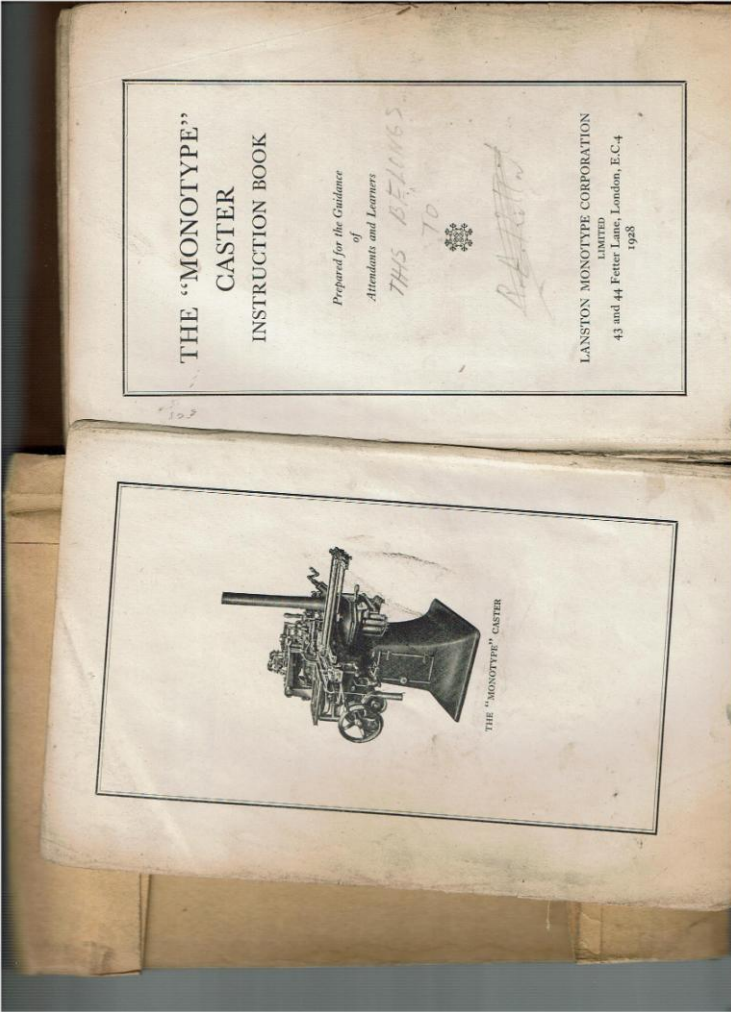 THE "MONOTYPE"
CASTER
INSTRUCTION BOOK
Prepared for the Guidance
of
Attendants and Learners
THIS BELONGS
TO
LANSTON MONOTYPE CORPORATION
LIMITED
43 and 44 Fetter Lane, London, E.C.4
1928
THE "MONOTYPE" CASTER